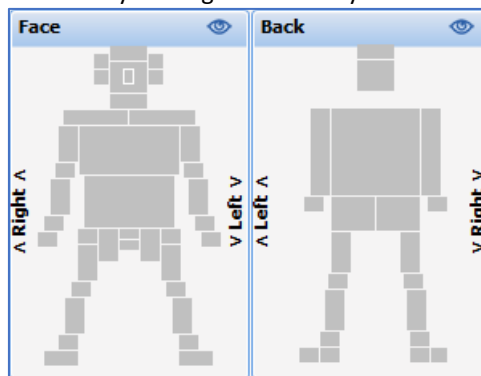 Face
Back
< Right <
> Left >
< Left <
> Right >